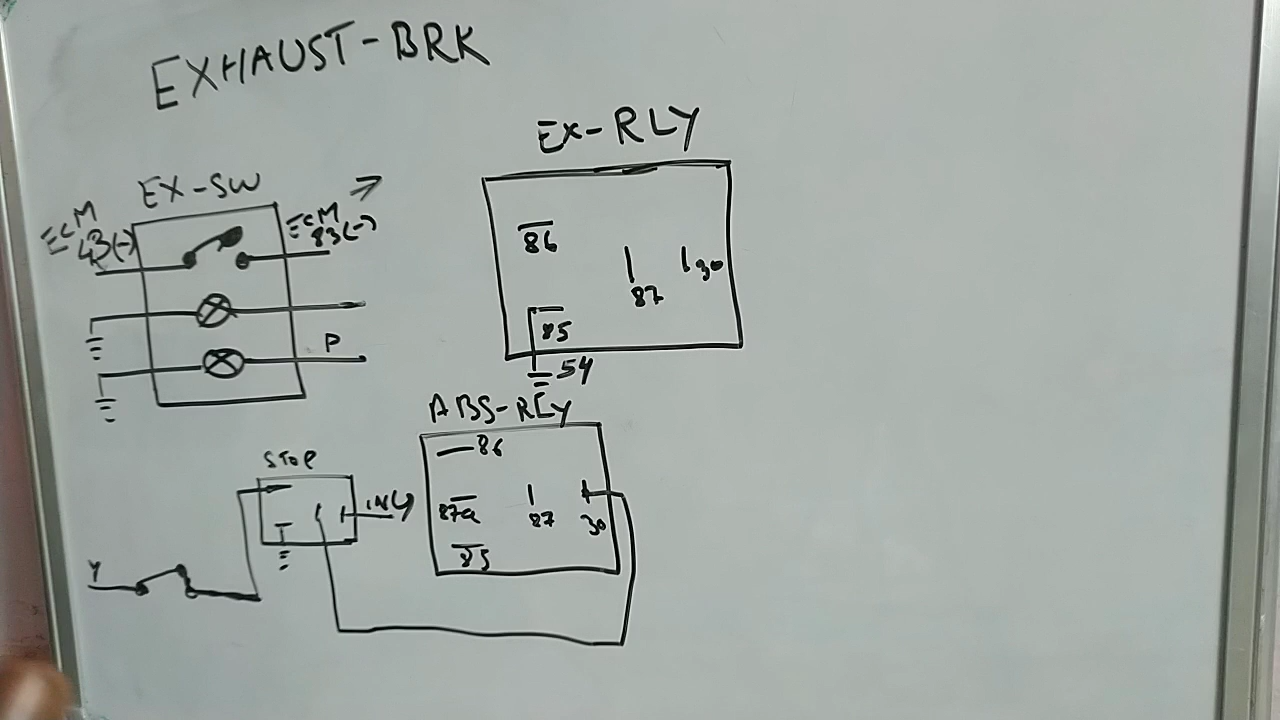 EXHAUST-BRK
EX-RLY
EX-SW
ECM
43(-)
ECM
83(-)
P
86
87
30
85
54
ABS-RLY
STOP
86
87a
87
30
85
Y